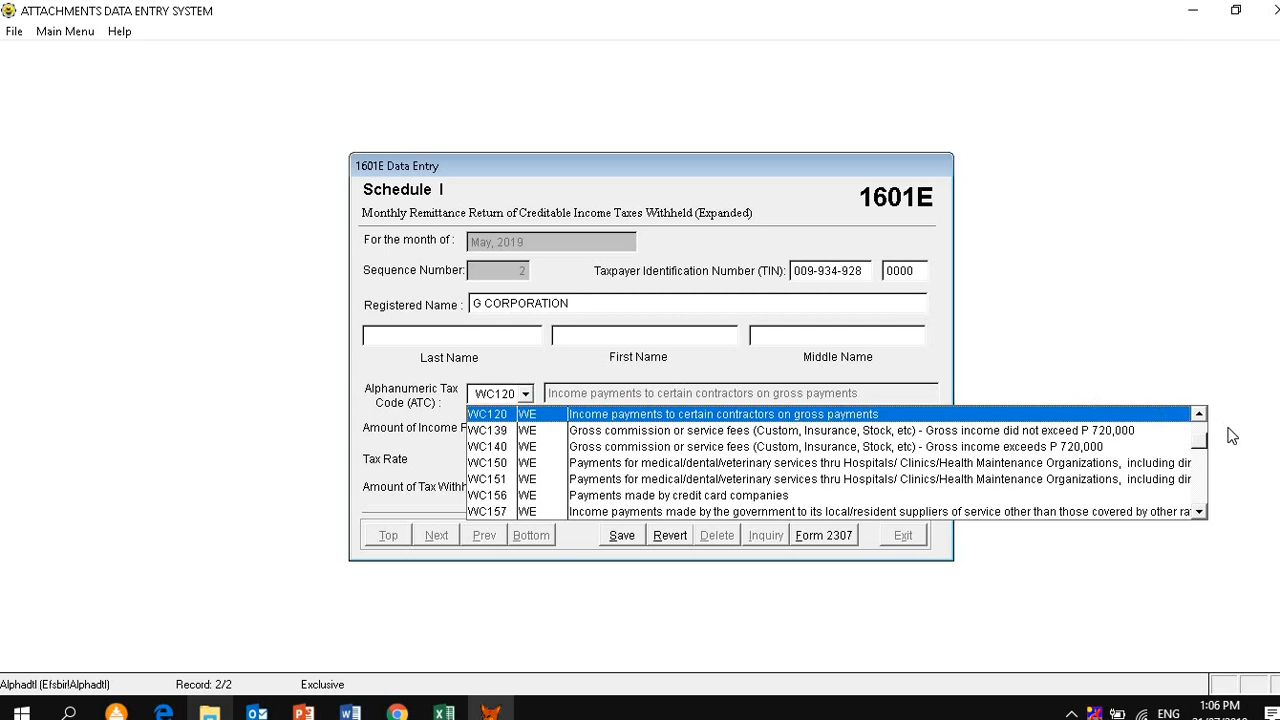 ATTACHMENTS DATA ENTRY SYSTEM
File Main Menu Help
1601E Data Entry
Schedule I
1601E
Monthly Remittance Return of Creditable Income Taxes Withheld (Expanded)
For the month of : May, 2019
Sequence Number: 2 Taxpayer Identification Number (TIN): 009-934-928 0000
Registered Name : G CORPORATION
Last Name First Name Middle Name
Alphanumeric Tax
Code (ATC) : WC120 Income payments to certain contractors on gross payments
WC120 WE Income payments to certain contractors on gross payments
Amount of Income P
WC139 WE Gross commission or service fees (Custom, Insurance, Stock, etc) - Gross income did not exceed P 720,000
WC140 WE Gross commission or service fees (Custom, Insurance, Stock, etc) - Gross income exceeds P 720,000
Tax Rate
WC150 WE Payments for medical/dental/veterinary services thru Hospitals/ Clinics/Health Maintenance Organizations, including dir
WC151 WE Payments for medical/dental/veterinary services thru Hospitals/ Clinics/Health Maintenance Organizations, including dir
Amount of Tax Withh
WC156 WE Payments made by credit card companies
WC157 WE Income payments made by the government to its local/resident suppliers of service other than those covered by other ra
Top Next Prev Bottom Save Revert Delete Inquiry Form 2307 Exit
Alphadtl (Efsbir!Alphadtl) Record: 2/2 Exclusive
ENG 1:06 PM